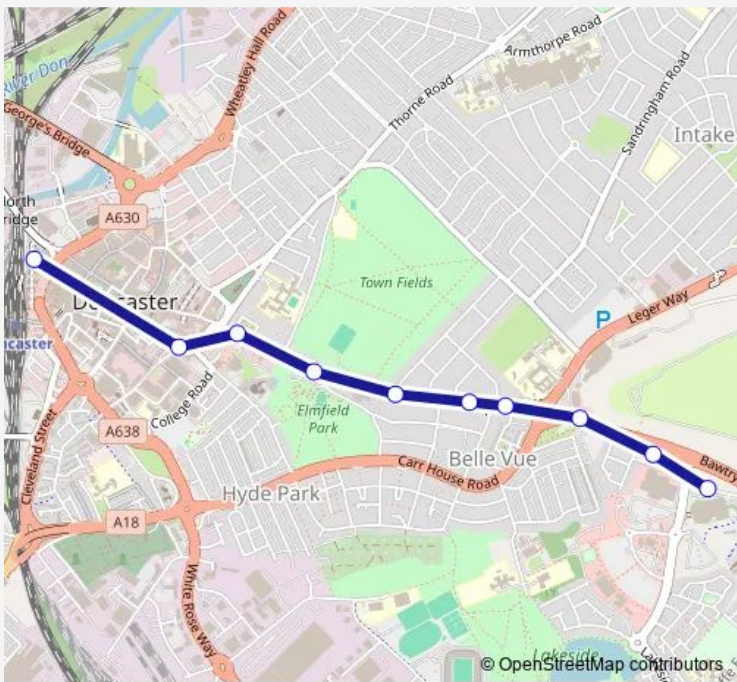 River Don
George's Bridge
Wheatley Hall Road
Armthorpe Road
Thorne Road
Sandringham Road
Intake
North
ridge
A630
Town Fields
Leger Way
P
ncaster
College Road
Elmfield
Park
Cleveland Street
A638
Carr House Road
Belle Vue
Bawtry
Hyde Park
A18
White Rose Way
Lakeside
© OpenStreetMap contributors